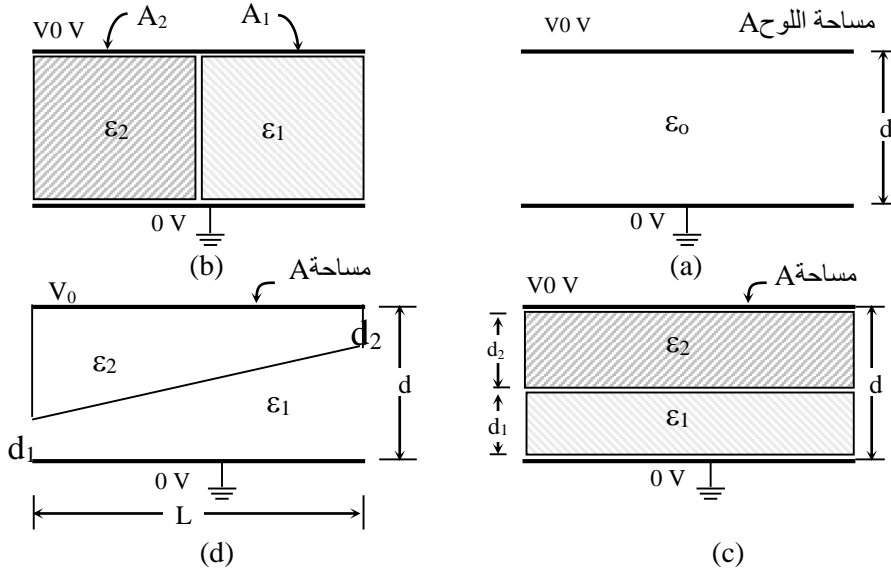 V0 V
A₂
A₁
ε₂
ε₁
0 V
(b)
V0 V
مساحة اللوحA
εₒ
d
0 V
(a)
V₀
مساحةA
ε₂
d₂
ε₁
d₁
d
0 V
L
(d)
V0 V
مساحةA
d₂
ε₂
d₁
ε₁
d
0 V
(c)